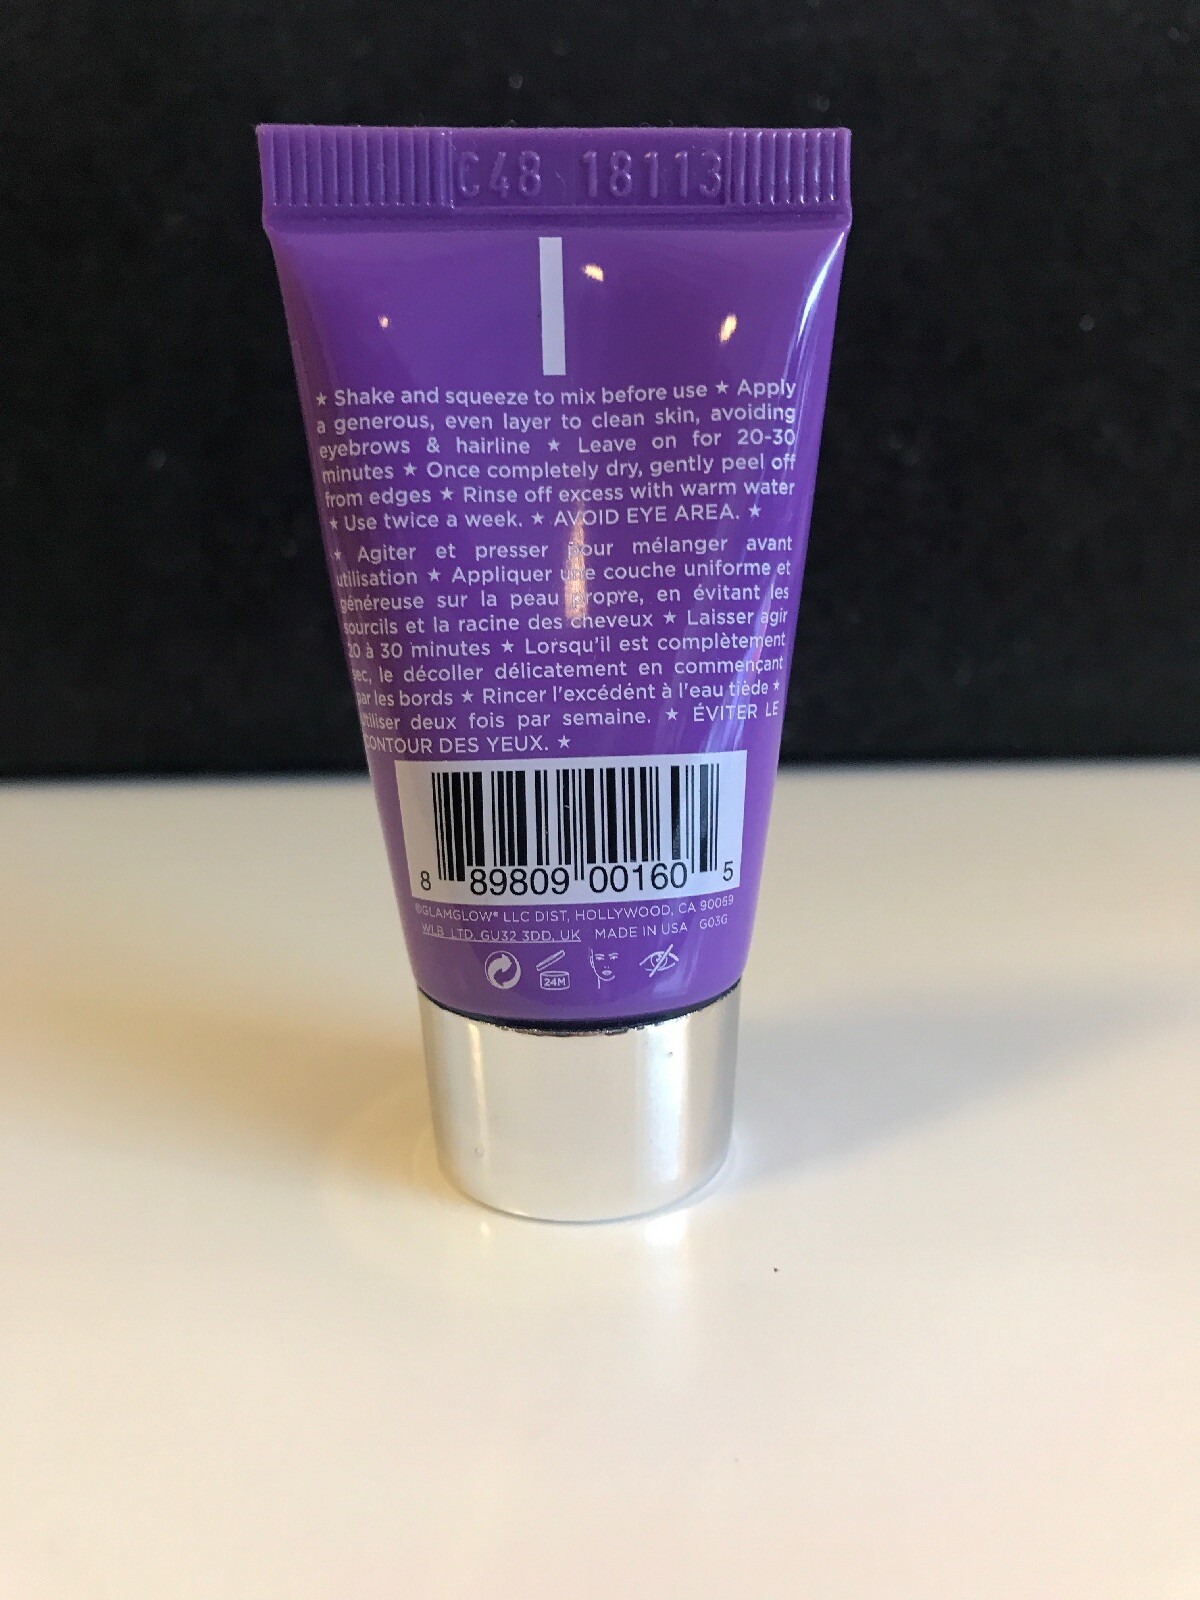 C48 18113
★ Shake and squeeze to mix before use ★ Apply
a generous, even layer to clean skin, avoiding
eyebrows & hairline ★ Leave on for 20-30
minutes ★ Once completely dry, gently peel off
from edges ★ Rinse off excess with warm water
★ Use twice a week. ★ AVOID EYE AREA. ★
★ Agiter et presser pour mélanger avant
utilisation ★ Appliquer une couche uniforme et
généreuse sur la peau propre, en évitant les
sourcils et la racine des cheveux ★ Laisser agir
20 à 30 minutes ★ Lorsqu'il est complètement
sec, le décoller délicatement en commençant
par les bords ★ Rincer l'excédént à l'eau tiède ★
Utiliser deux fois par semaine. ★ ÉVITER LE
CONTOUR DES YEUX. ★
8 89809 00160 5
©GLAMGLOW® LLC DIST, HOLLYWOOD, CA 90069
WLB LTD, GU32 3DD, UK MADE IN USA G03G
24M